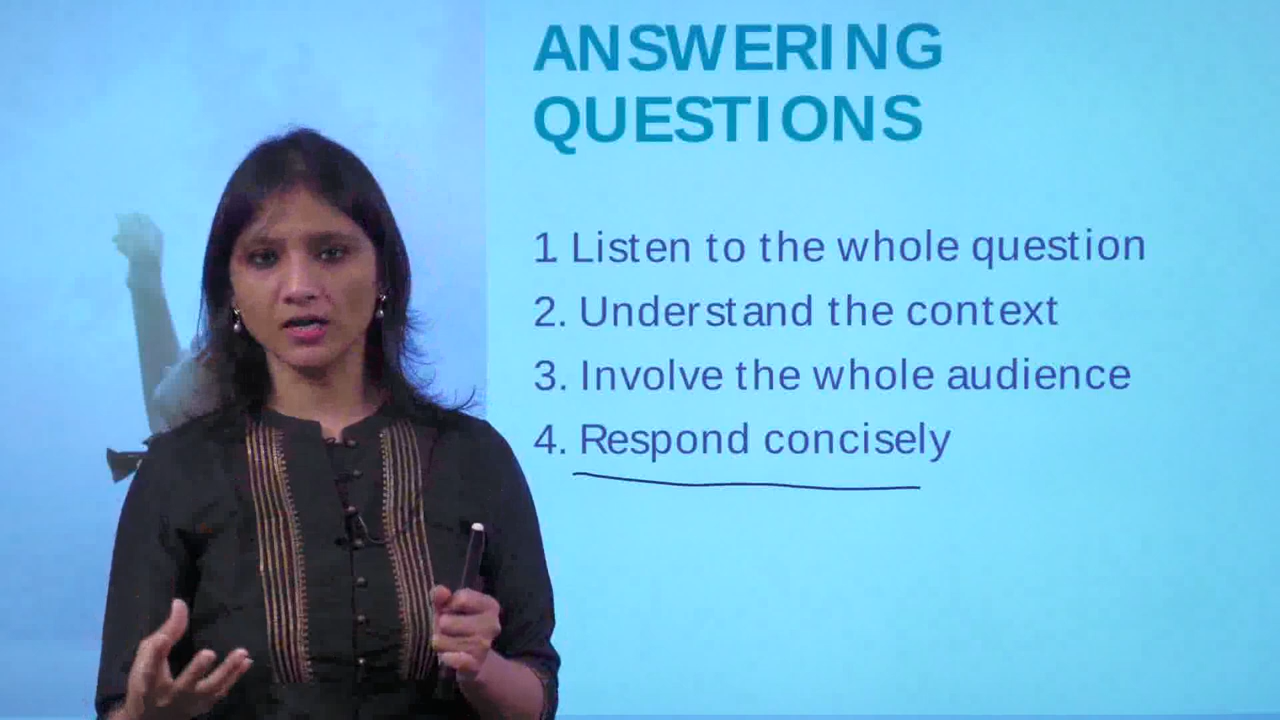 ANSWERING
QUESTIONS
1 Listen to the whole question
2. Understand the context
3. Involve the whole audience
4. Respond concisely